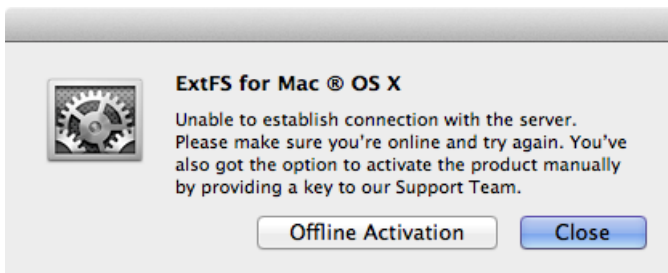 ExtFS for Mac ® OS X
Unable to establish connection with the server.
Please make sure you're online and try again. You've
also got the option to activate the product manually
by providing a key to our Support Team.
Offline Activation
Close